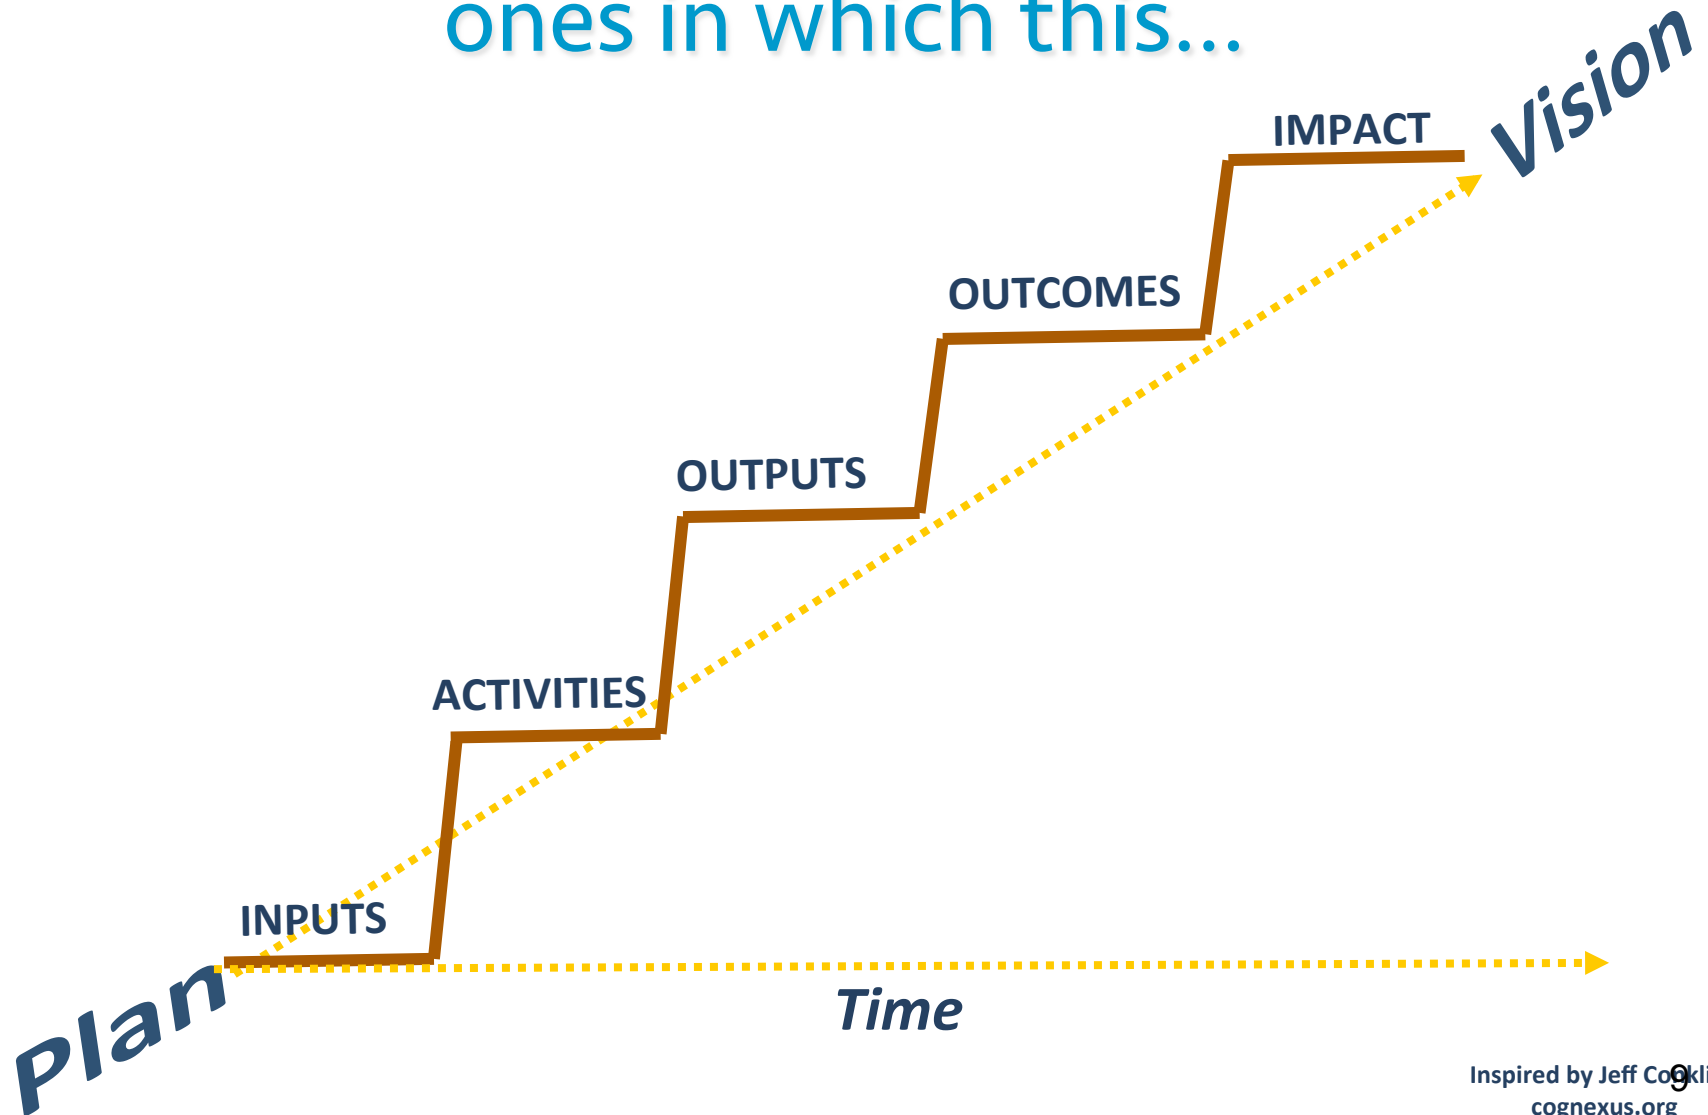 ones in which this...
Vision
IMPACT
OUTCOMES
OUTPUTS
ACTIVITIES
INPUTS
Plan
Time
Inspired by Jeff
9
cognexus.org